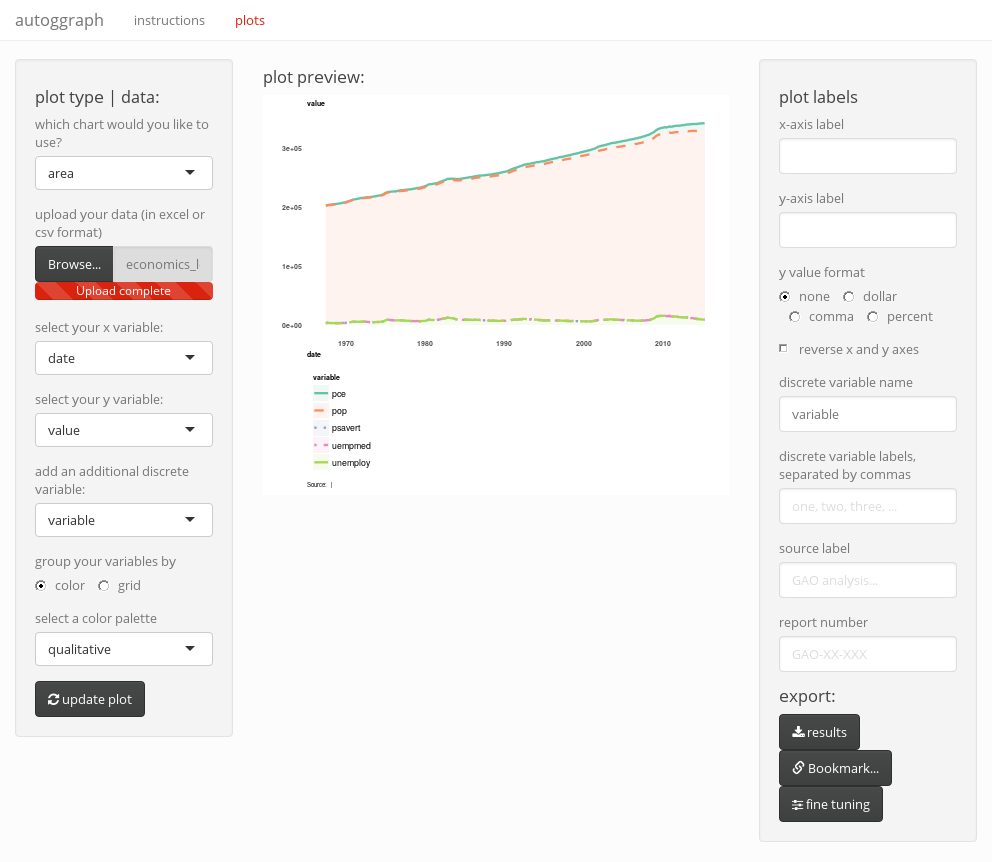 autoggraph instructions plots
plot type | data:
which chart would you like to
use?
area
upload your data (in excel or
csv format)
Browse... economics_l
Upload complete
select your x variable:
date
select your y variable:
value
add an additional discrete
variable:
variable
group your variables by
color grid
select a color palette
qualitative
update plot
plot preview:
value
3e+05
2e+05
1e+05
0e+00
1970 1980 1990 2000 2010
date
variable
pce
pop
psavert
uempmed
unemploy
Source: |
plot labels
x-axis label
y-axis label
y value format
none dollar
comma percent
reverse x and y axes
discrete variable name
variable
discrete variable labels,
separated by commas
one, two, three, ...
source label
GAO analysis...
report number
GAO-XX-XXX
export:
results
Bookmark...
fine tuning